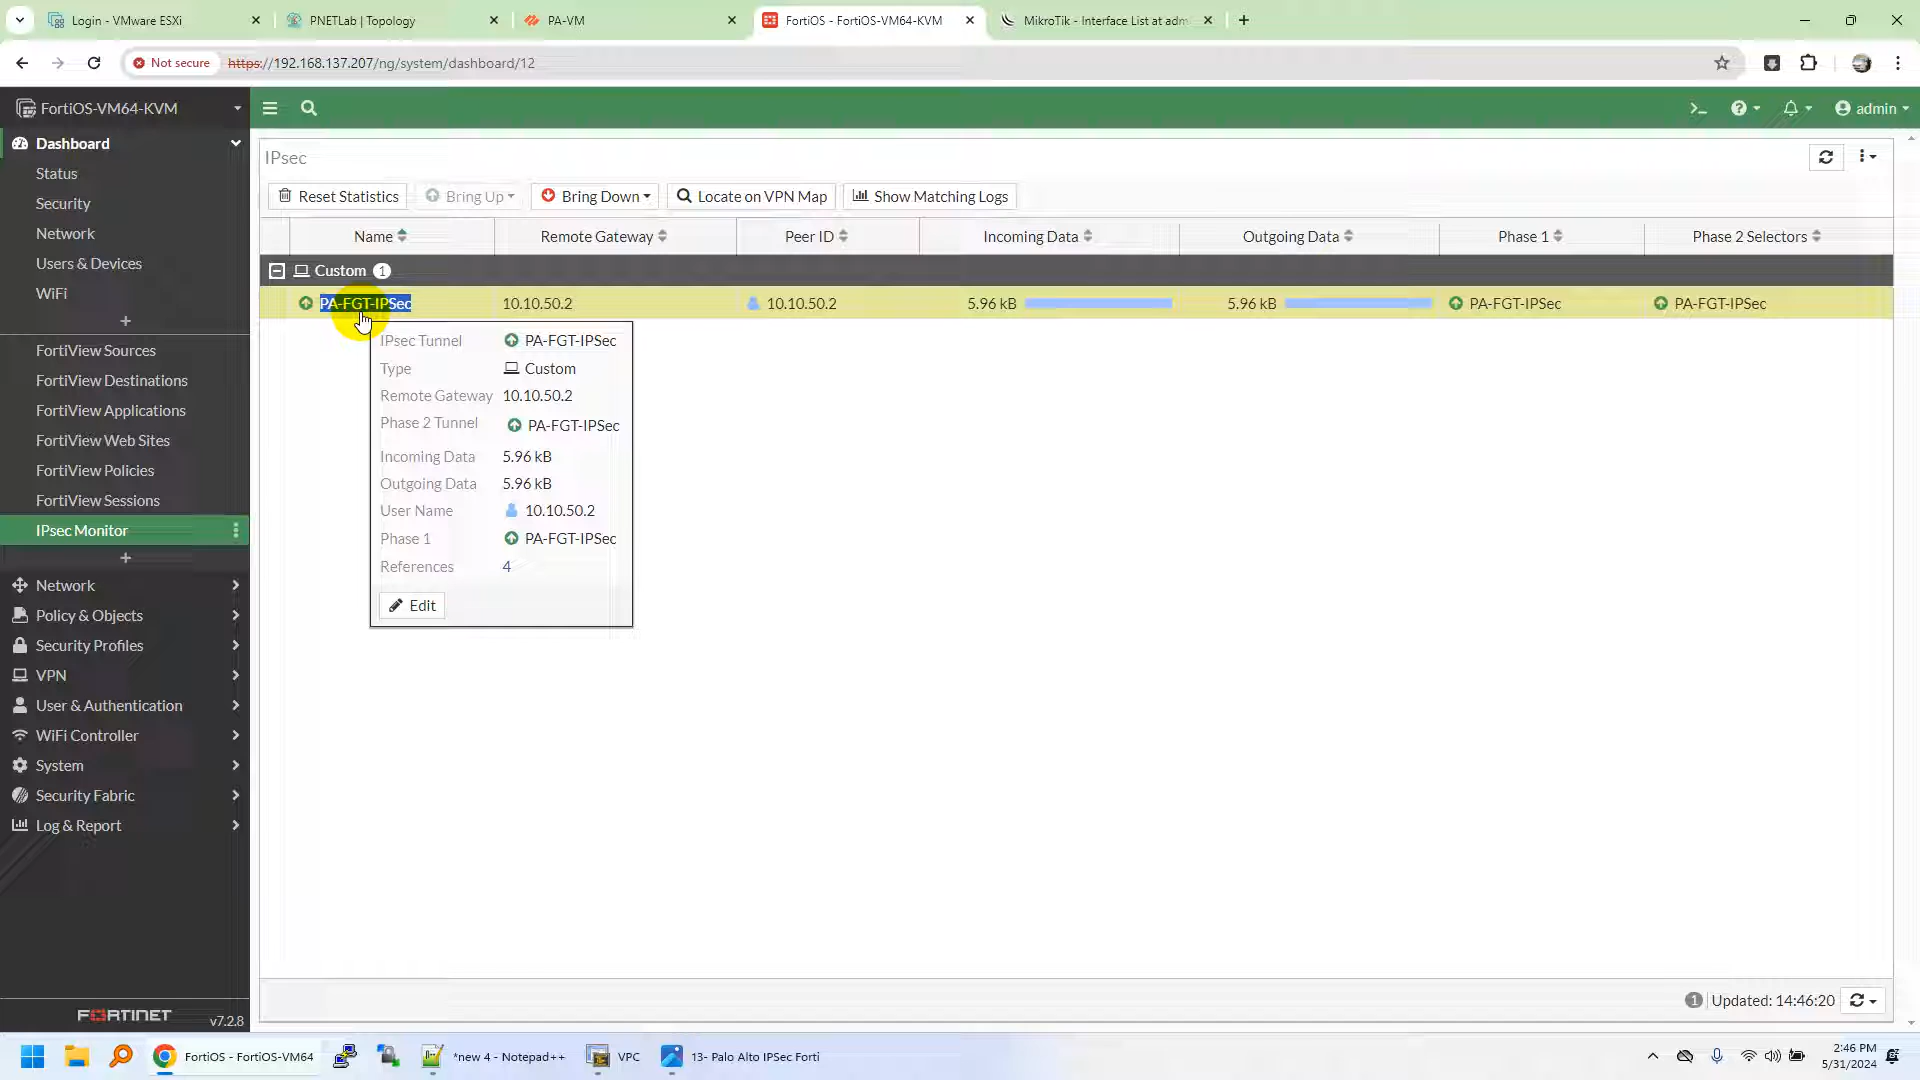 Login - VMware ESXi
PNETLab | Topology
PA-VM
FortiOS - FortiOS-VM64-KVM
MikroTik - Interface List at adm
Not secure
https://192.168.137.207/ng/system/dashboard/12
FortiOS-VM64-KVM
>_
admin
Dashboard
Status
Security
Network
Users & Devices
WiFi
+
FortiView Sources
FortiView Destinations
FortiView Applications
FortiView Web Sites
FortiView Policies
FortiView Sessions
IPsec Monitor
+
Network
Policy & Objects
Security Profiles
VPN
User & Authentication
WiFi Controller
System
Security Fabric
Log & Report
FORTINET
v7.2.8
IPsec
Reset Statistics
Bring Up
Bring Down
Locate on VPN Map
Show Matching Logs
Name
Remote Gateway
Peer ID
Incoming Data
Outgoing Data
Phase 1
Phase 2 Selectors
Custom 1
PA-FGT-IPSec
10.10.50.2
10.10.50.2
5.96 kB
5.96 kB
PA-FGT-IPSec
PA-FGT-IPSec
IPsec Tunnel PA-FGT-IPSec
Type Custom
Remote Gateway 10.10.50.2
Phase 2 Tunnel PA-FGT-IPSec
Incoming Data 5.96 kB
Outgoing Data 5.96 kB
User Name 10.10.50.2
Phase 1 PA-FGT-IPSec
References 4
Edit
1 Updated: 14:46:20
FortiOS - FortiOS-VM64
*new 4 - Notepad++
VPC
13- Palo Alto IPSec Forti
2:46 PM
5/31/2024